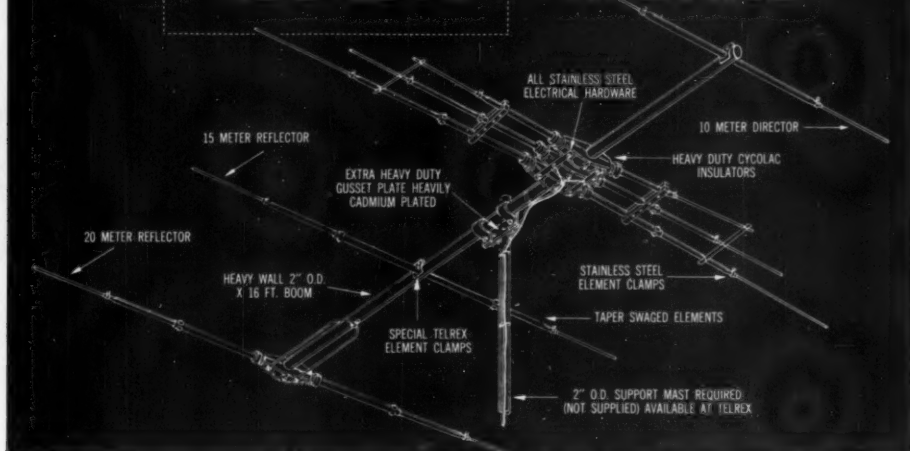 ALL STAINLESS STEEL
ELECTRICAL HARDWARE
10 METER DIRECTOR
15 METER REFLECTOR
HEAVY DUTY CYCOLAC
INSULATORS
EXTRA HEAVY DUTY
GUSSET PLATE HEAVILY
CADMIUM PLATED
20 METER REFLECTOR
HEAVY WALL 2" O.D.
X 16 FT. BOOM
STAINLESS STEEL
ELEMENT CLAMPS
TAPER SWAGED ELEMENTS
SPECIAL TELREX
ELEMENT CLAMPS
2" O.D. SUPPORT MAST REQUIRED
(NOT SUPPLIED) AVAILABLE AT TELREX